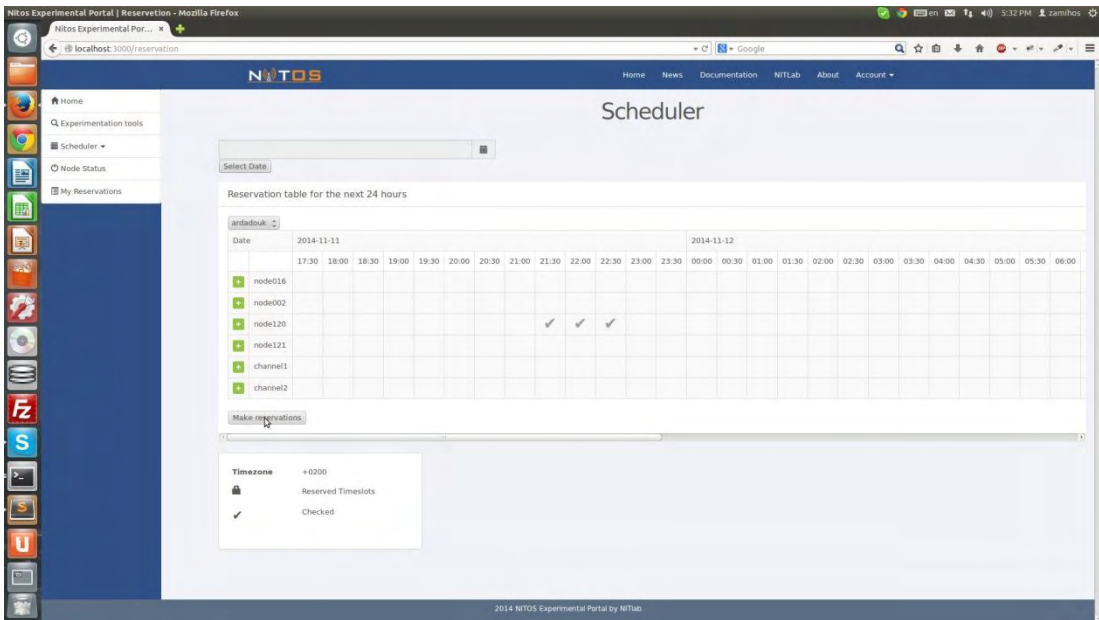 Nitos Experimental Portal | Reservetion - Mozilla Firefox
en 5:32 PM zamihos
Nitos Experimental Por...
localhost:3000/reservation
Google
NITOS
Home News Documentation NITLab About Account
Home
Experimentation tools
Scheduler
Node Status
My Reservations
Scheduler
Select Date
Reservation table for the next 24 hours
ardadouk
Date 2014-11-11 2014-11-12
17:30 18:00 18:30 19:00 19:30 20:00 20:30 21:00 21:30 22:00 22:30 23:00 23:30 00:00 00:30 01:00 01:30 02:00 02:30 03:00 03:30 04:00 04:30 05:00 05:30 06:00
node016
node002
node120
node121
channel1
channel2
Make reservations
Timezone +0200
Reserved Timeslots
Checked
2014 NITOS Experimental Portal by NITlab